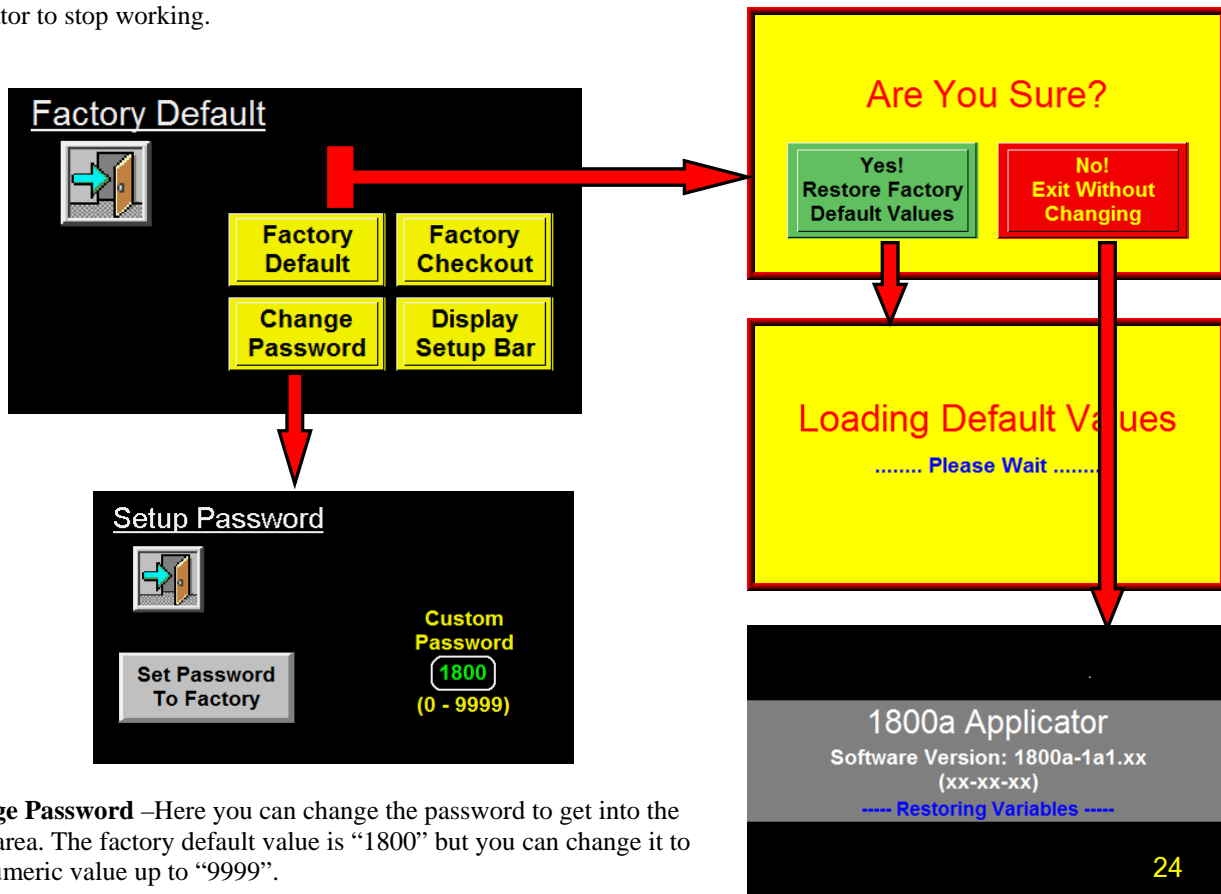 tor to stop working.
Factory Default
Factory
Default
Factory
Checkout
Change
Password
Display
Setup Bar
Are You Sure?
Yes!
Restore Factory
Default Values
No!
Exit Without
Changing
Loading Default Values
........ Please Wait ........
Setup Password
Set Password
To Factory
Custom
Password
1800
(0 - 9999)
1800a Applicator
Software Version: 1800a-1a1.xx
(xx-xx-xx)
----- Restoring Variables -----
24
ge Password –Here you can change the password to get into the
area. The factory default value is “1800” but you can change it to
umeric value up to “9999”.